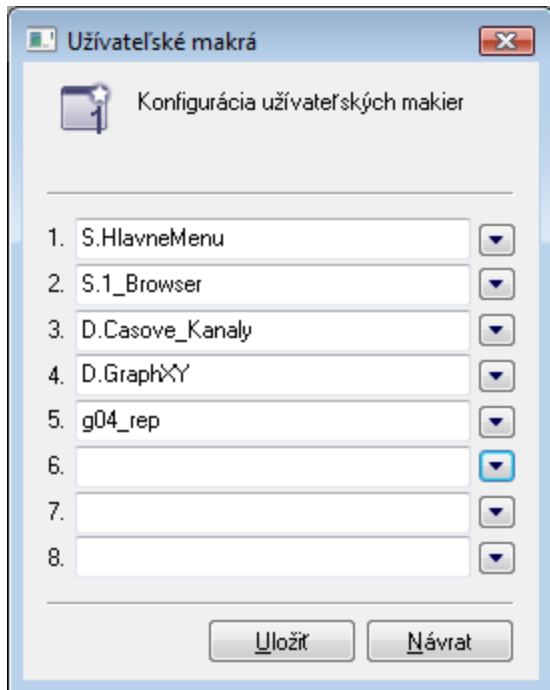 Užívateľské makrá
Konfigurácia užívateľských makier
1. S.HlavneMenu
2. S.1_Browser
3. D.Casove_Kanaly
4. D.GraphXY
5. g04_rep
6.
7.
8.
Uložiť Návrat